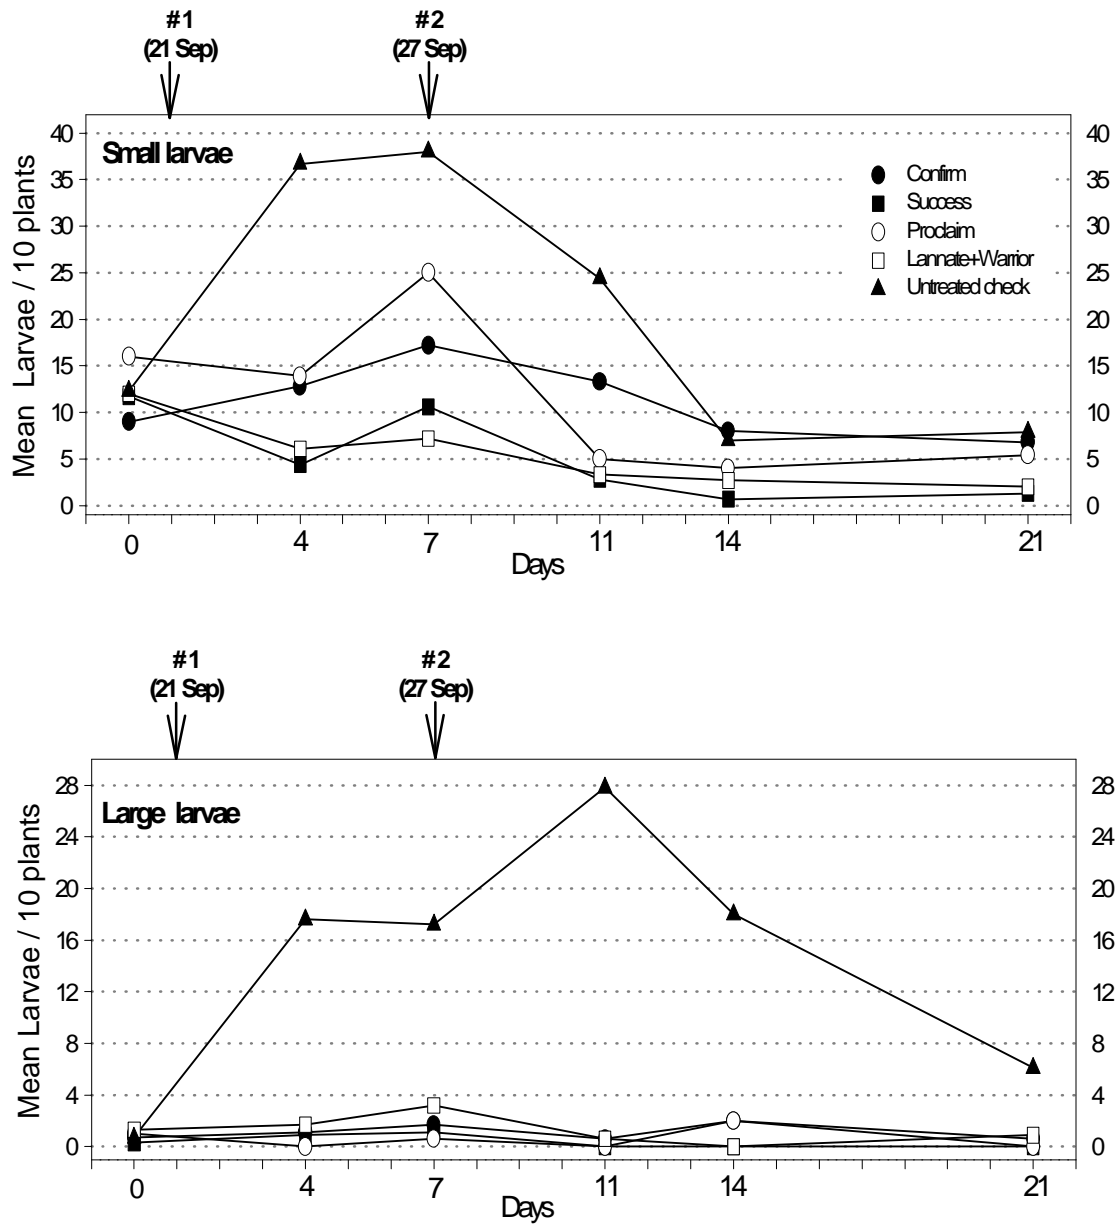 #1 #2
(21 Sep) (27 Sep)
40 40
Small larvae
35 35
Confirm
Success
30 30
Proclaim
Lannate+Warrior
25 25
Untreated check
20 20
15 15
10 10
5 5
0 0
Mean Larvae / 10 plants
0 4 7 11 14 21
Days
#1 #2
(21 Sep) (27 Sep)
28 28
Large larvae
24 24
20 20
16 16
12 12
8 8
4 4
0 0
Mean Larvae / 10 plants
0 4 7 11 14 21
Days